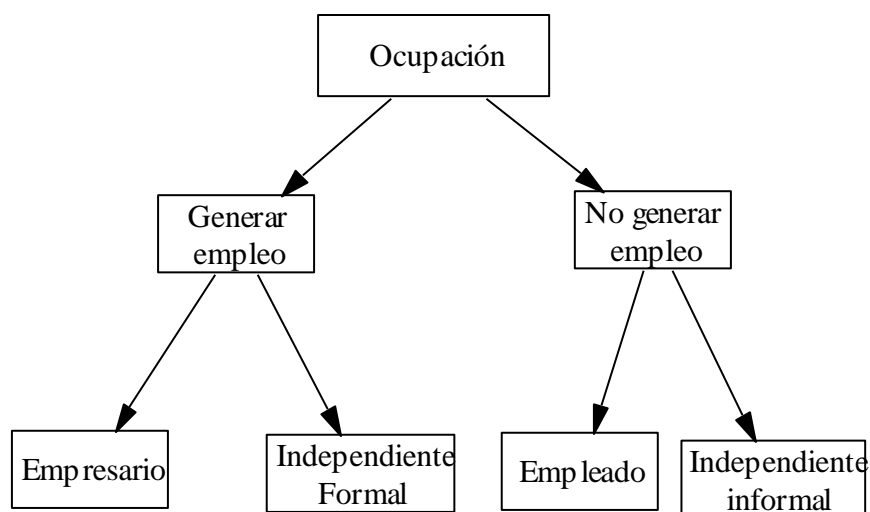 Ocupación
Generar
empleo
No generar
empleo
Empresario
Independiente
Formal
Empleado
Independiente
informal